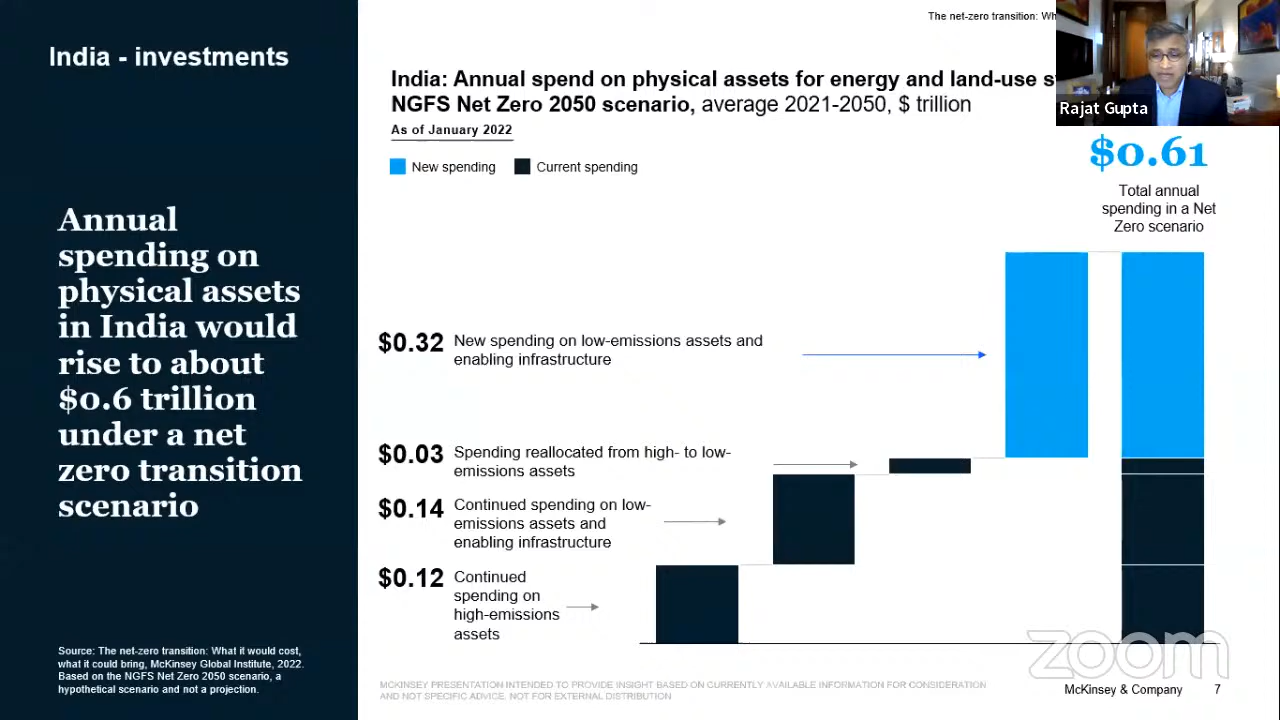 The net-zero transition:
India - investments
India: Annual spend on physical assets for energy and land-use
NGFS Net Zero 2050 scenario, average 2021-2050, $ trillion
As of January 2022
Rajat Gupta
New spending
Current spending
$0.61
Total annual
spending in a Net
Zero scenario
Annual
spending on
physical assets
in India would
rise to about
$0.6 trillion
under a net
zero transition
scenario
$0.32 New spending on low-emissions assets and
enabling infrastructure
$0.03 Spending reallocated from high- to low-
emissions assets
$0.14 Continued spending on low-
emissions assets and
enabling infrastructure
$0.12 Continued
spending on
high-emissions
assets
Source: The net-zero transition: What it would cost,
what it could bring, McKinsey Global Institute, 2022.
Based on the NGFS Net Zero 2050 scenario, a
hypothetical scenario and not a projection.
MCKINSEY PRESENTATION INTENDED TO PROVIDE INSIGHT BASED ON CURRENTLY AVAILABLE INFORMATION FOR CONSIDERATION
AND NOT SPECIFIC ADVICE. NOT FOR EXTERNAL DISTRIBUTION
zoom
McKinsey & Company 7